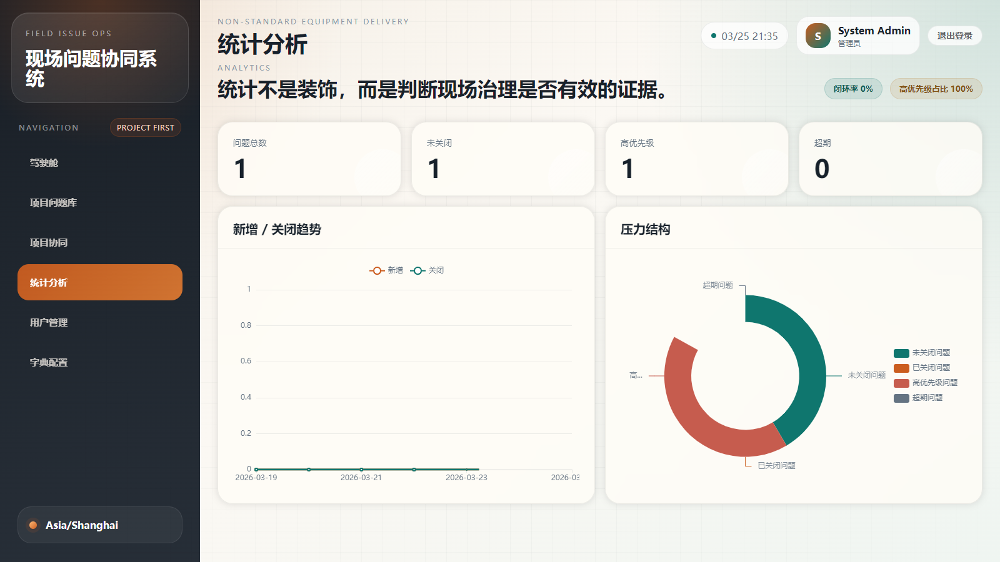 FIELD ISSUE OPS
现场问题协同系
统
NAVIGATION
PROJECT FIRST
驾驶舱
项目问题库
项目协同
统计分析
用户管理
字典配置
Asia/Shanghai
NON-STANDARD EQUIPMENT DELIVERY
统计分析
03/25 21:35
S
System Admin
管理员
退出登录
ANALYTICS
统计不是装饰，而是判断现场治理是否有效的证据。
闭环率 0%
高优先级占比 100%
问题总数
1
未关闭
1
高优先级
1
超期
0
新增 / 关闭趋势
新增
关闭
1
0.8
0.6
0.4
0.2
0
2026-03-19
2026-03-21
2026-03-23
2026-03
压力结构
超期问题
高...
未关闭问题
已关闭问题
未关闭问题
已关闭问题
高优先级问题
超期问题